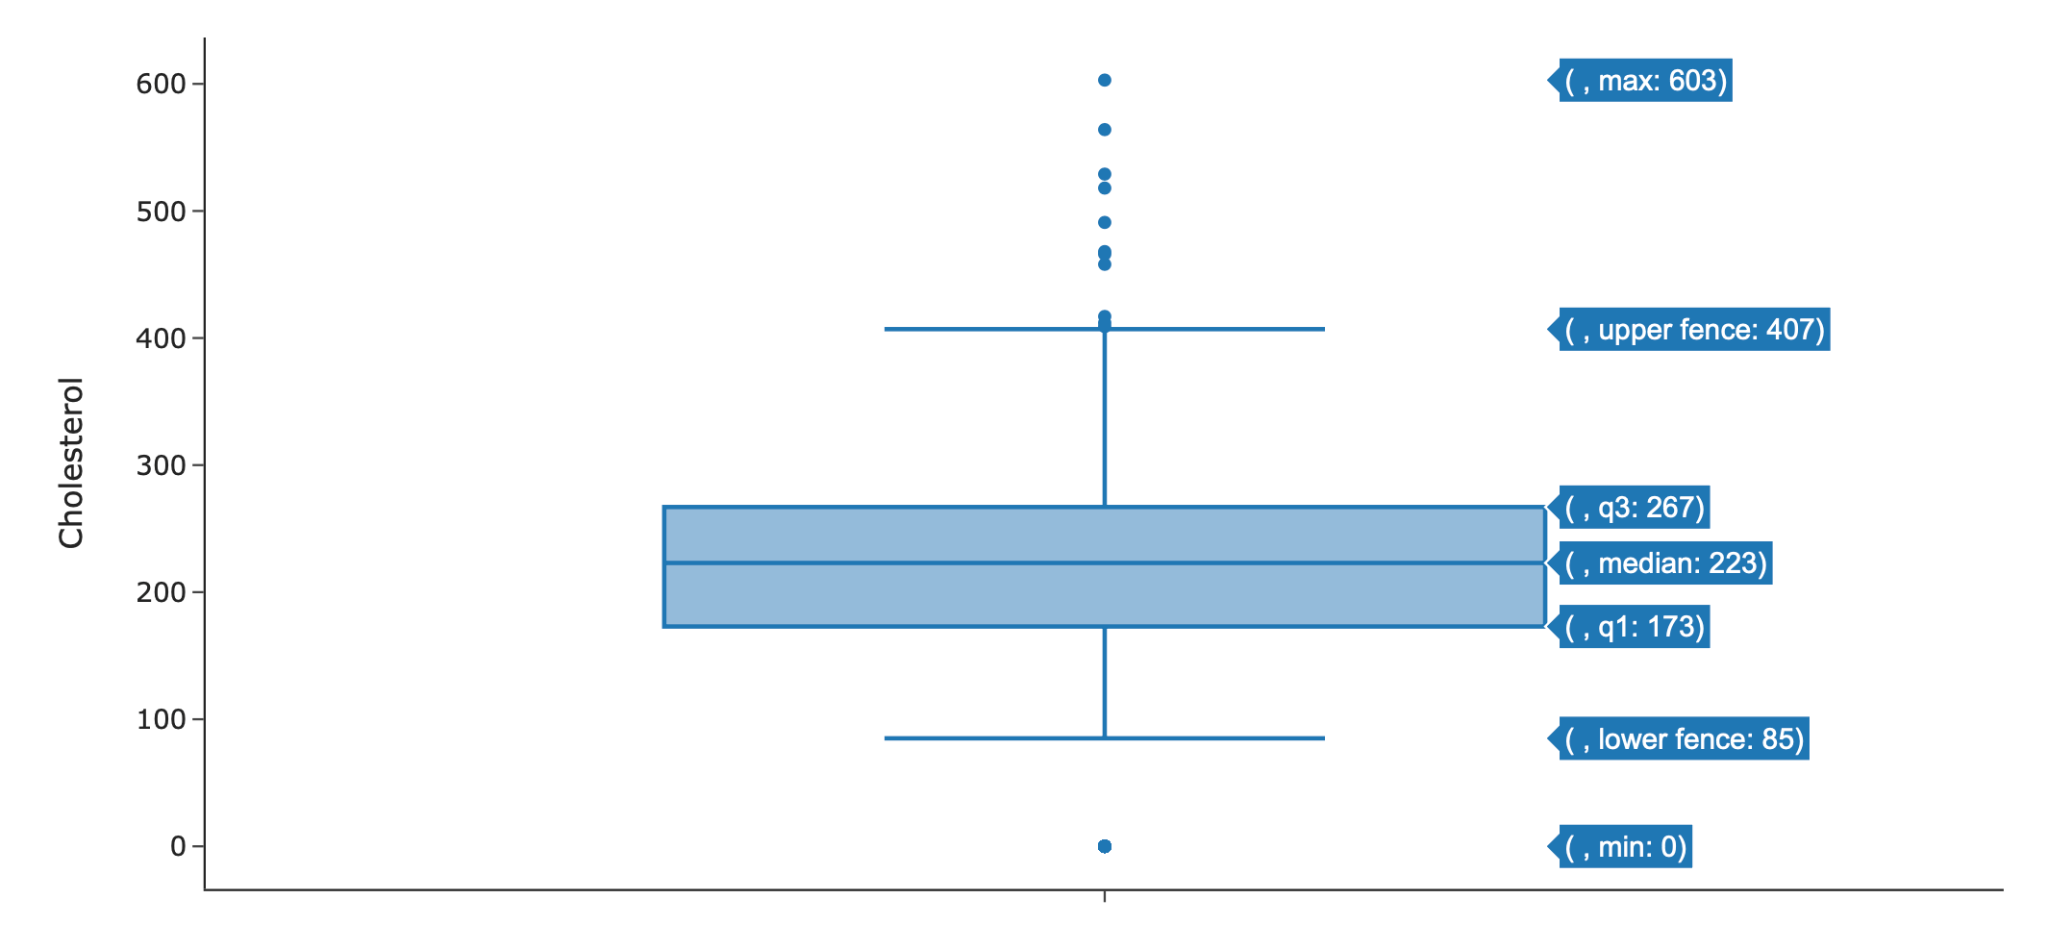 Cholesterol
600
500
400
300
200
100
0
( , max: 603)
( , upper fence: 407)
( , q3: 267)
( , median: 223)
( , q1: 173)
( , lower fence: 85)
( , min: 0)